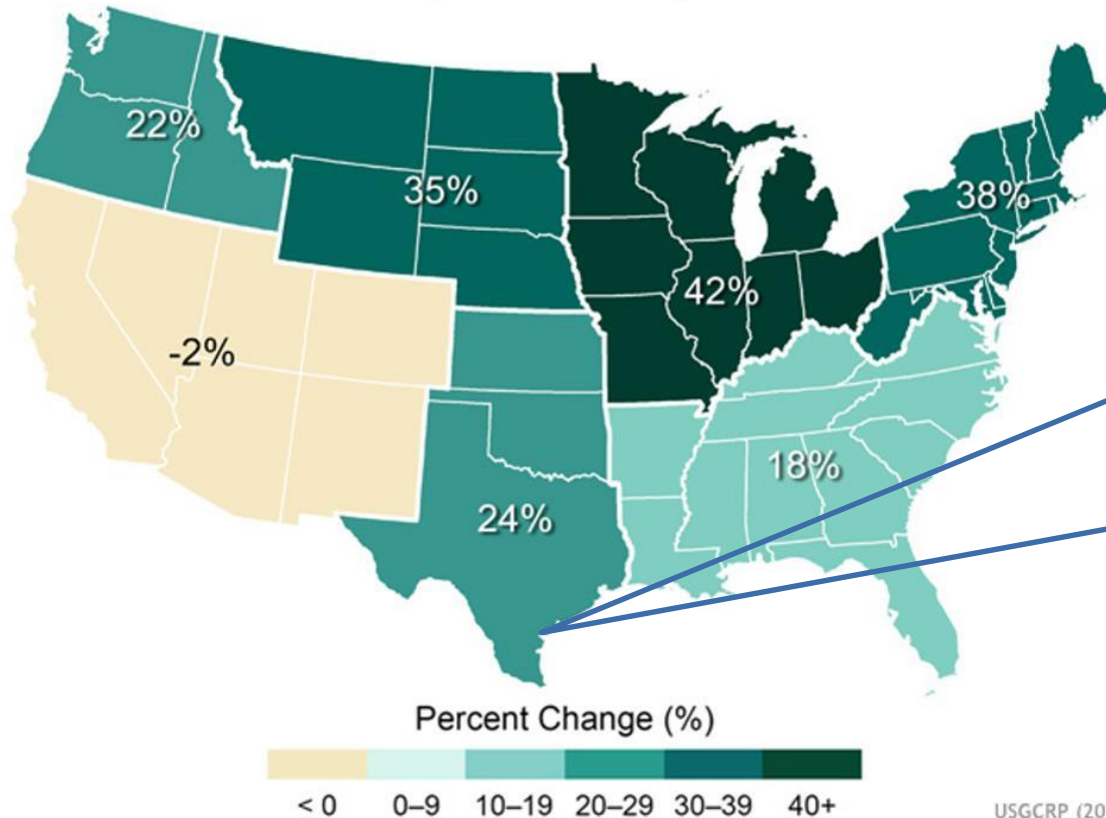 22%
35%
38%
42%
-2%
18%
24%
Percent Change (%)
< 0 0–9 10–19 20–29 30–39 40+
USGCRP (20